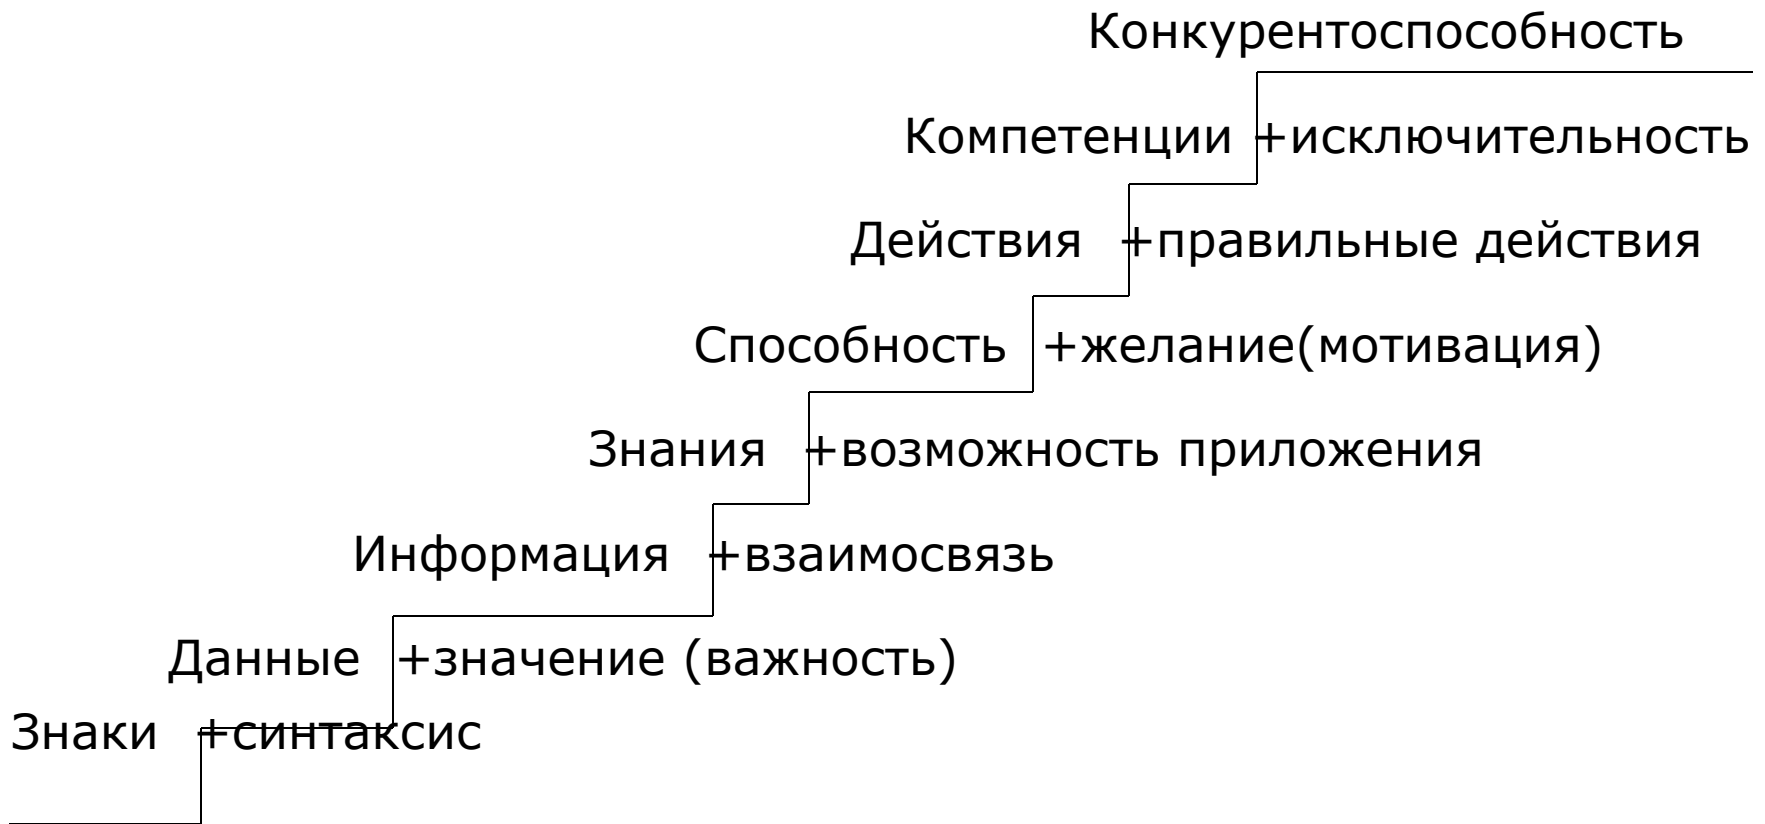 Конкурентоспособность
Компетенции +исключительность
Действия +правильные действия
Способность +желание(мотивация)
Знания +возможность приложения
Информация +взаимосвязь
Данные +значение (важность)
Знаки +синтаксис